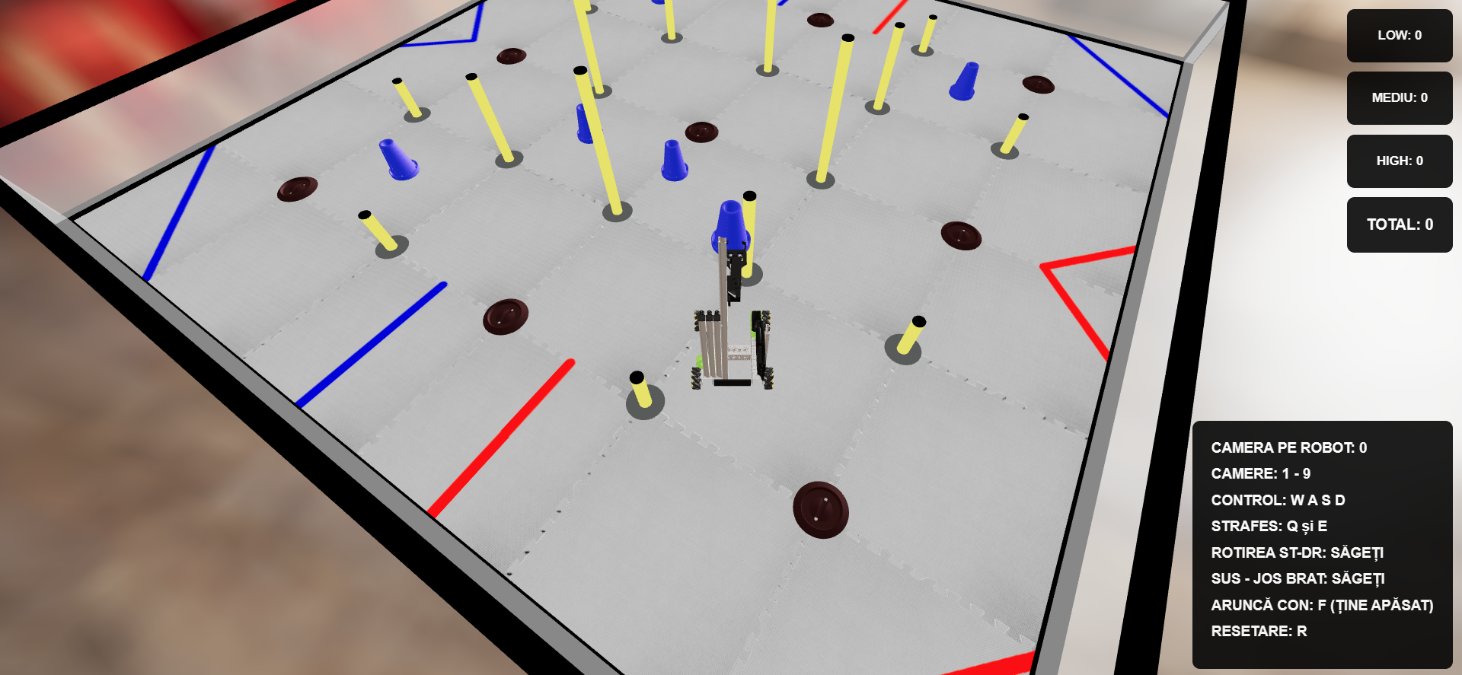 LOW: 0
MEDIU: 0
HIGH: 0
TOTAL: 0
CAMERA PE ROBOT: 0
CAMERE: 1 - 9
CONTROL: W A S D
STRAFES: Q și E
ROTIREA ST-DR: SĂGEȚI
SUS - JOS BRAT: SĂGEȚI
ARUNCĂ CON: F (ȚINE APĂSAT)
RESETARE: R